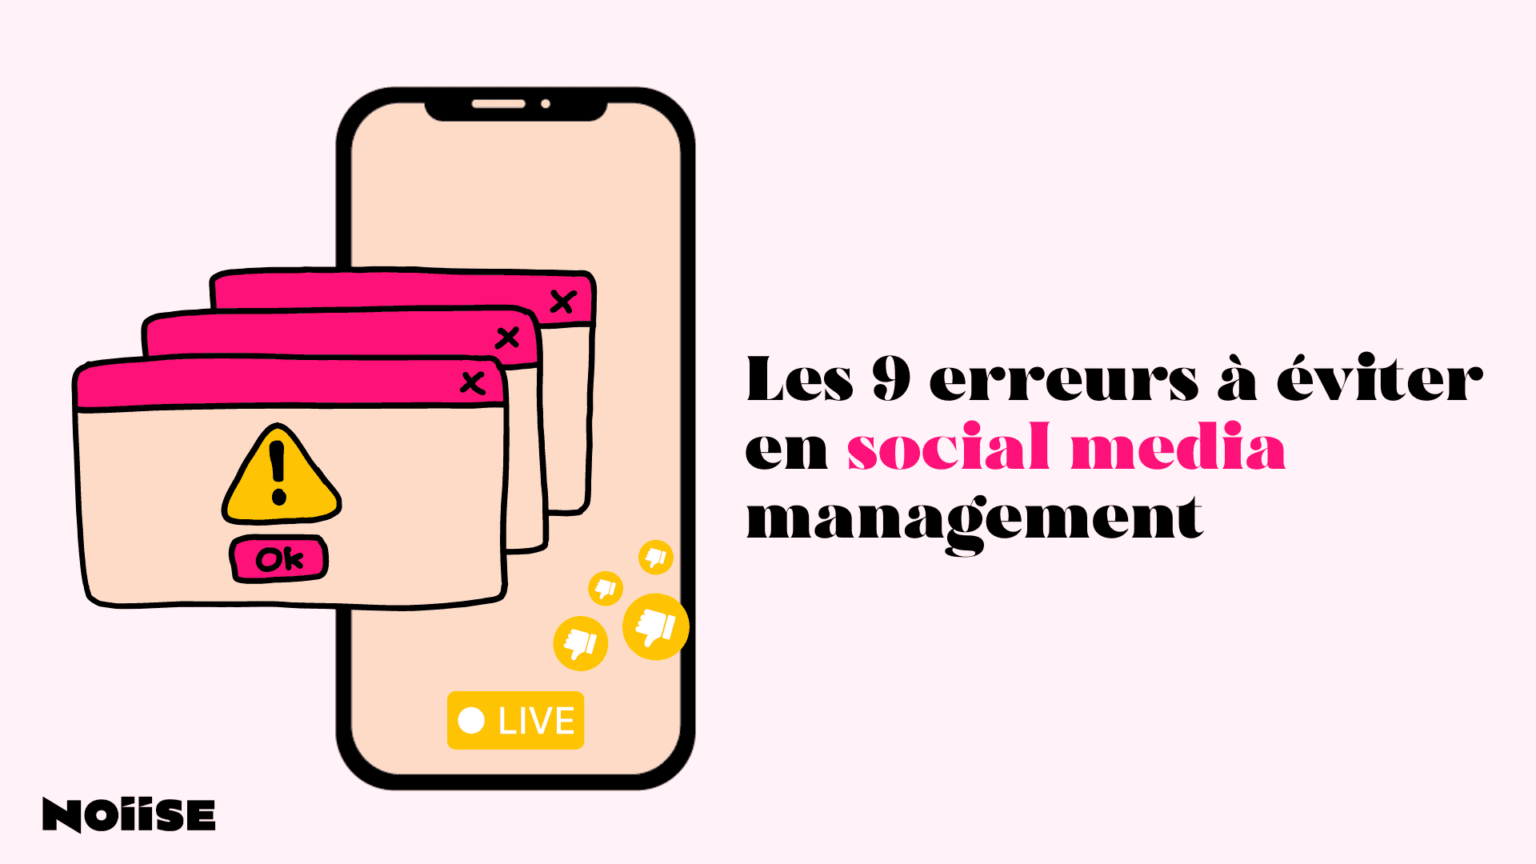 Les 9 erreurs à éviter
en social media
management
Ok
LIVE
NOiiSE